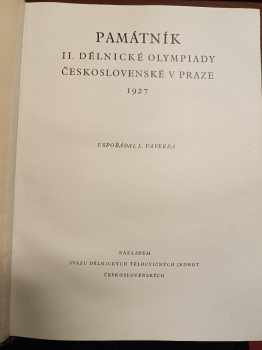 PAMÁTNÍK
II. DĚLNICKÉ OLYMPIADY
ČESKOSLOVENSKÉ V PRAZE
1927
USPOŘÁDAL L. VAVERKA
NÁKLADEM
SVAZU DĚLNICKÝCH TĚLOCVIČNÝCH JEDNOT
ČESKOSLOVENSKÝCH